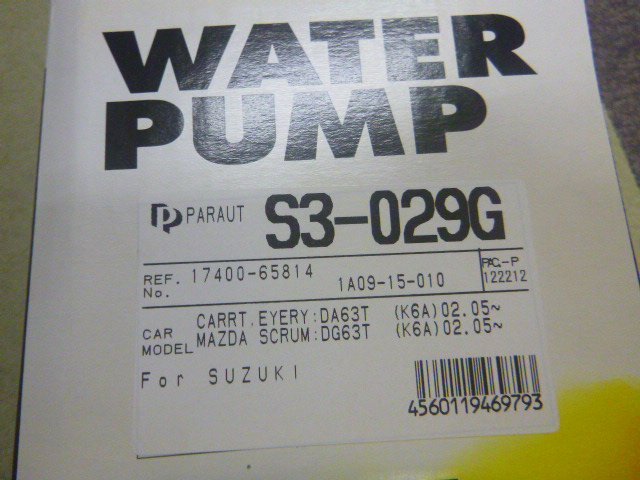 WATER
PUMP
PARAUT S3-029G
REF. No. 17400-65814 1A09-15-010 PAC.-P 122212
CAR MODEL CARRT.EYERY:DA63T (K6A)02.05~
MAZDA SCRUM:DG63T (K6A)02.05~
For SUZUKI
4560119469793